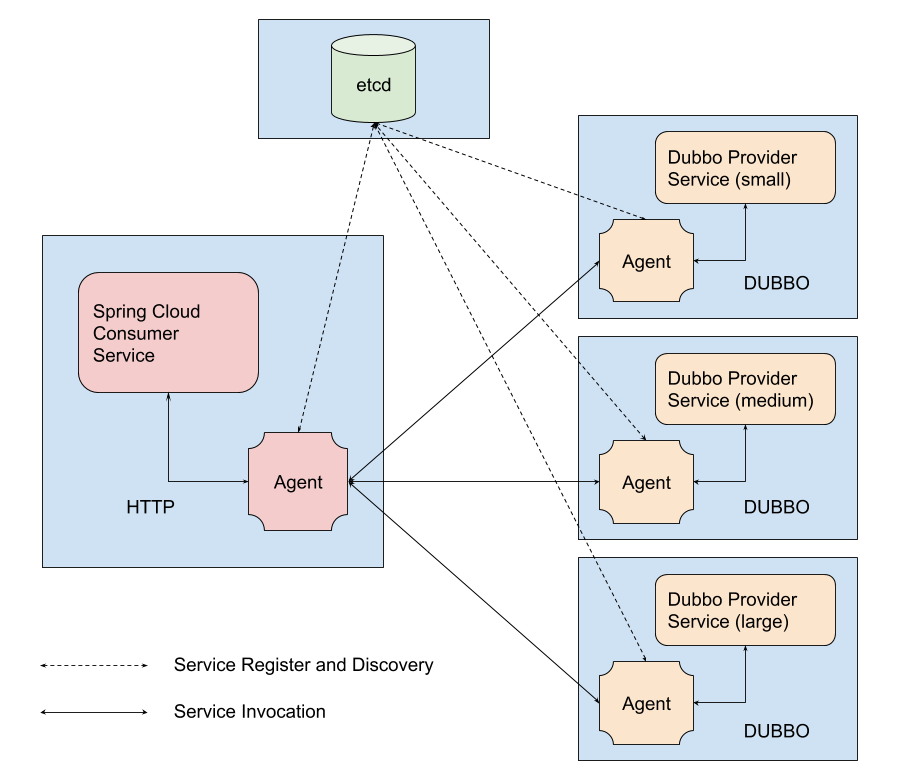 etcd
Dubbo Provider
Service (small)
Agent
DUBBO
Spring Cloud
Consumer
Service
Agent
HTTP
Dubbo Provider
Service (medium)
Agent
DUBBO
Dubbo Provider
Service (large)
Agent
DUBBO
Service Register and Discovery
Service Invocation